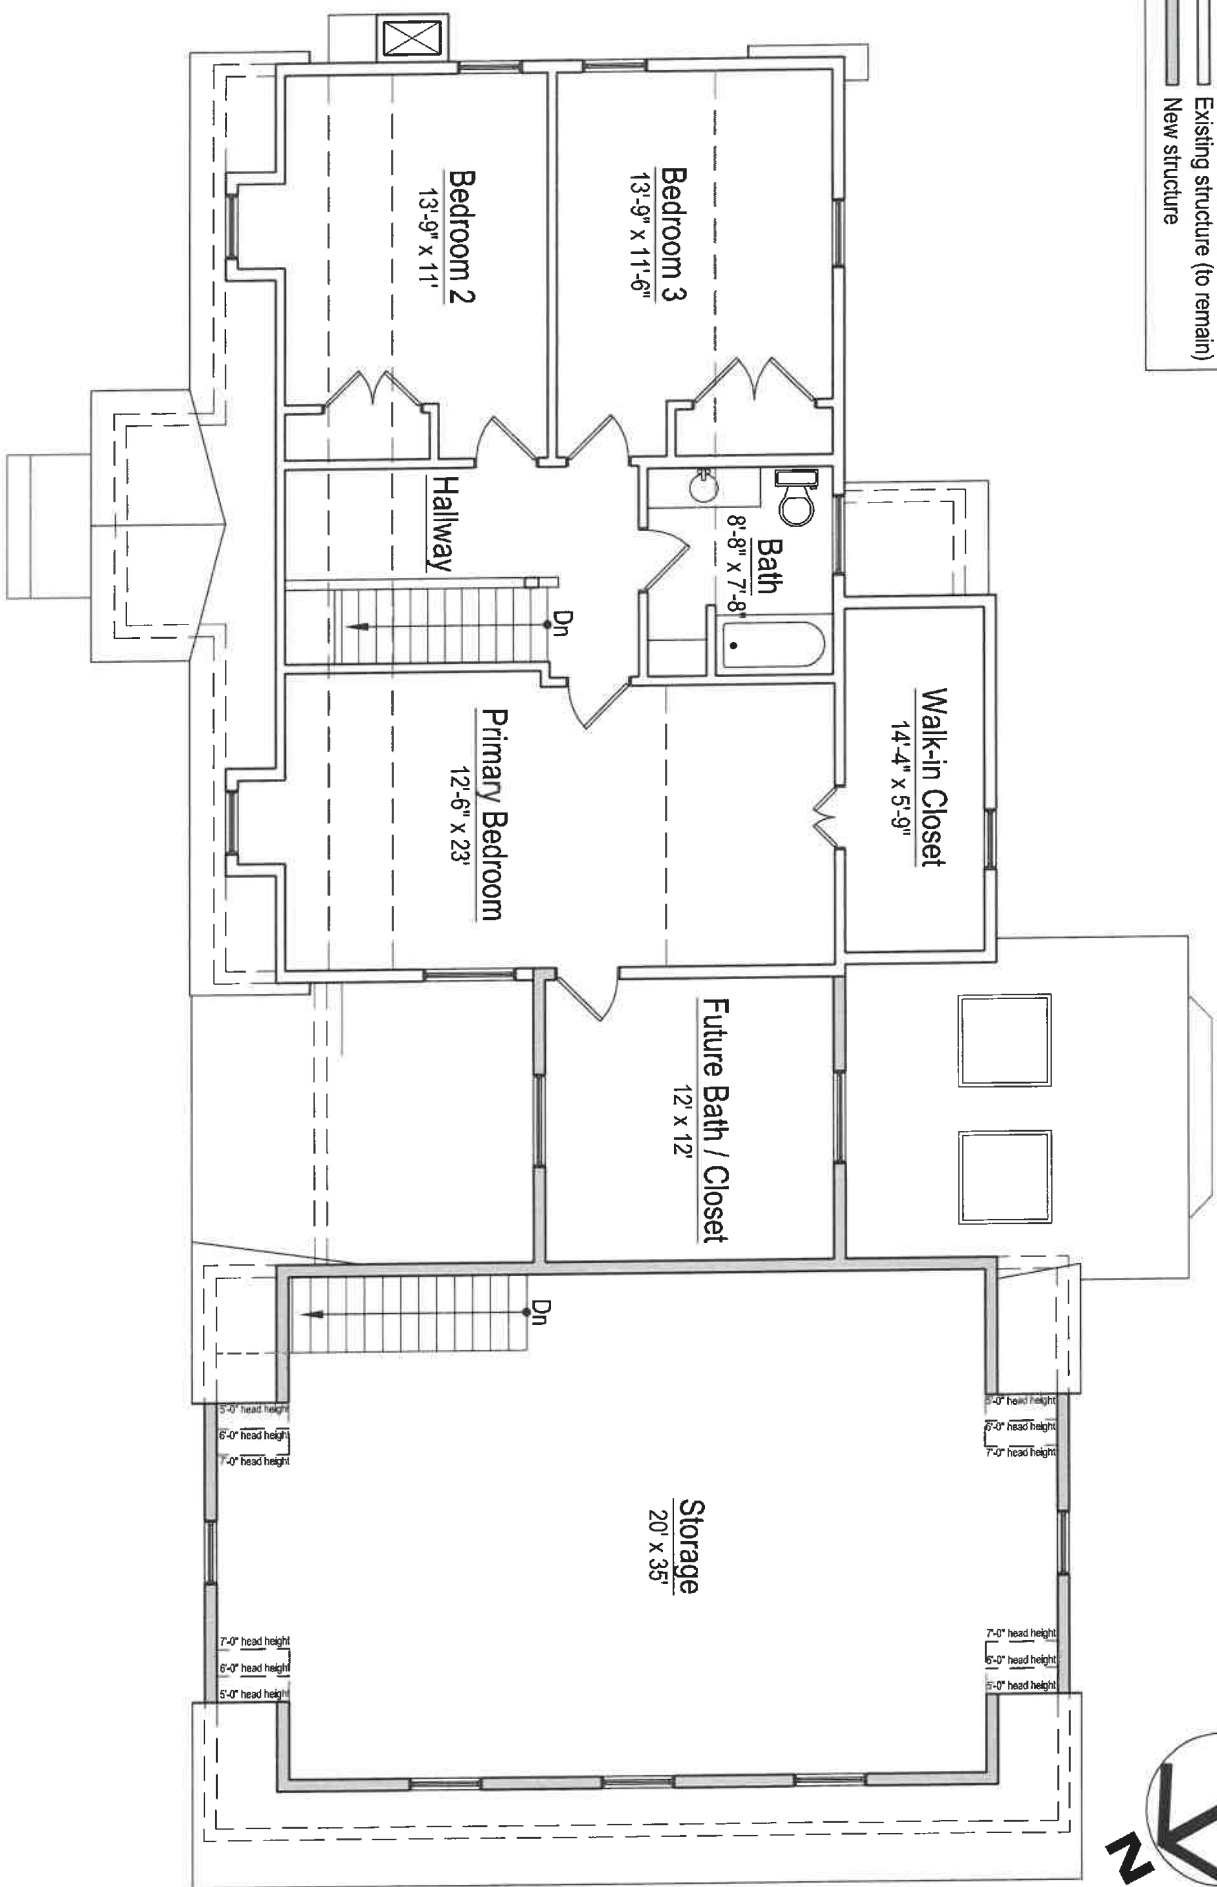 Existing structure (to remain)
New structure
Bedroom 3
13'-9" x 11'-6"
Bedroom 2
13'-9" x 11'
Bath
8'-8" x 7'-8"
Hallway
Dn
Walk-in Closet
14'-4" x 5'-9"
Primary Bedroom
12'-6" x 23'
Future Bath / Closet
12' x 12'
Dn
Storage
20' x 35'
5'-0" head height
6'-0" head height
7'-0" head height
7'-0" head height
6'-0" head height
5'-0" head height
5'-0" head height
6'-0" head height
7'-0" head height
7'-0" head height
6'-0" head height
5'-0" head height
N